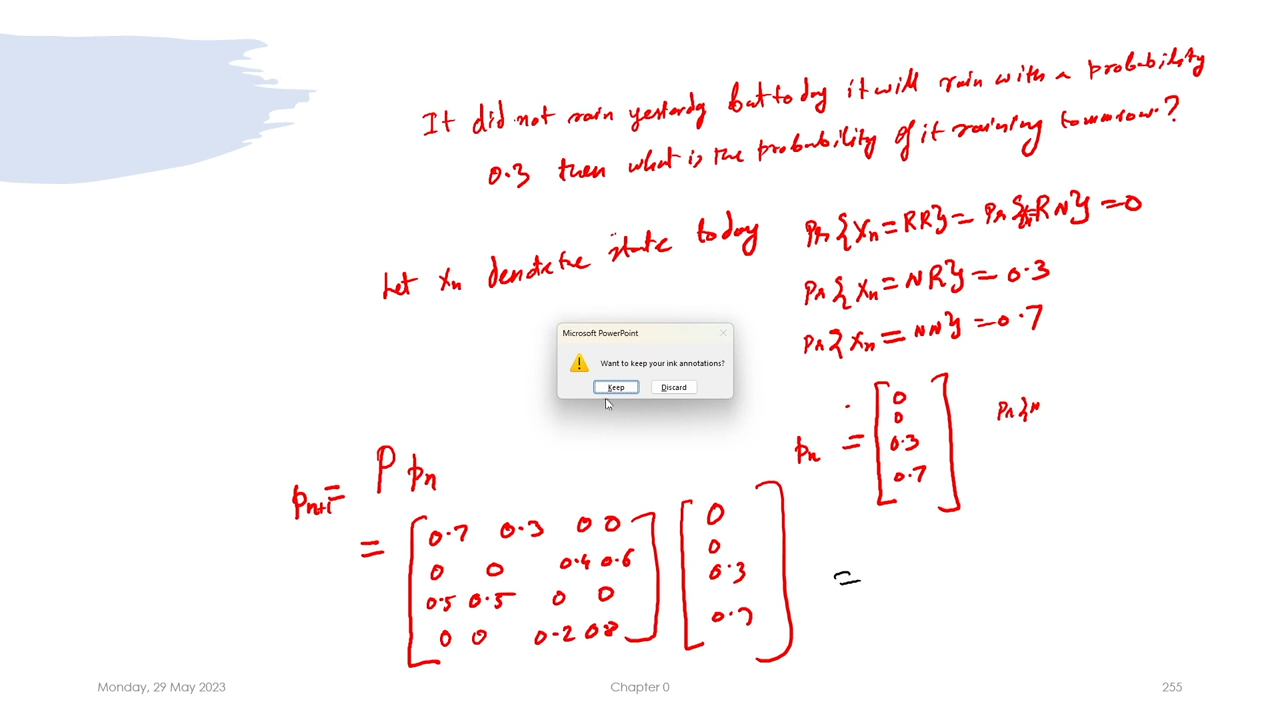 It did not rain yesterday but today it will rain with a probability
0.3 then what is the probability of it raining tomorrow?
Let Xn denote the state today
Pr{Xn=RR}= Pr{Xn=RN}=0
Pr{Xn=NR}=0.3
Pr{Xn=NN}=0.7
Microsoft PowerPoint
Want to keep your ink annotations?
Keep Discard
pn = [0
0
0.3
0.7]
Pr{N
pn+1= P pn
= [0.7 0.3 0 0] [0
0 0 0.4 0.6 0
0.5 0.5 0 0 0.3
0 0 0.2 0.8] 0.7] =
Monday, 29 May 2023 Chapter 0 255